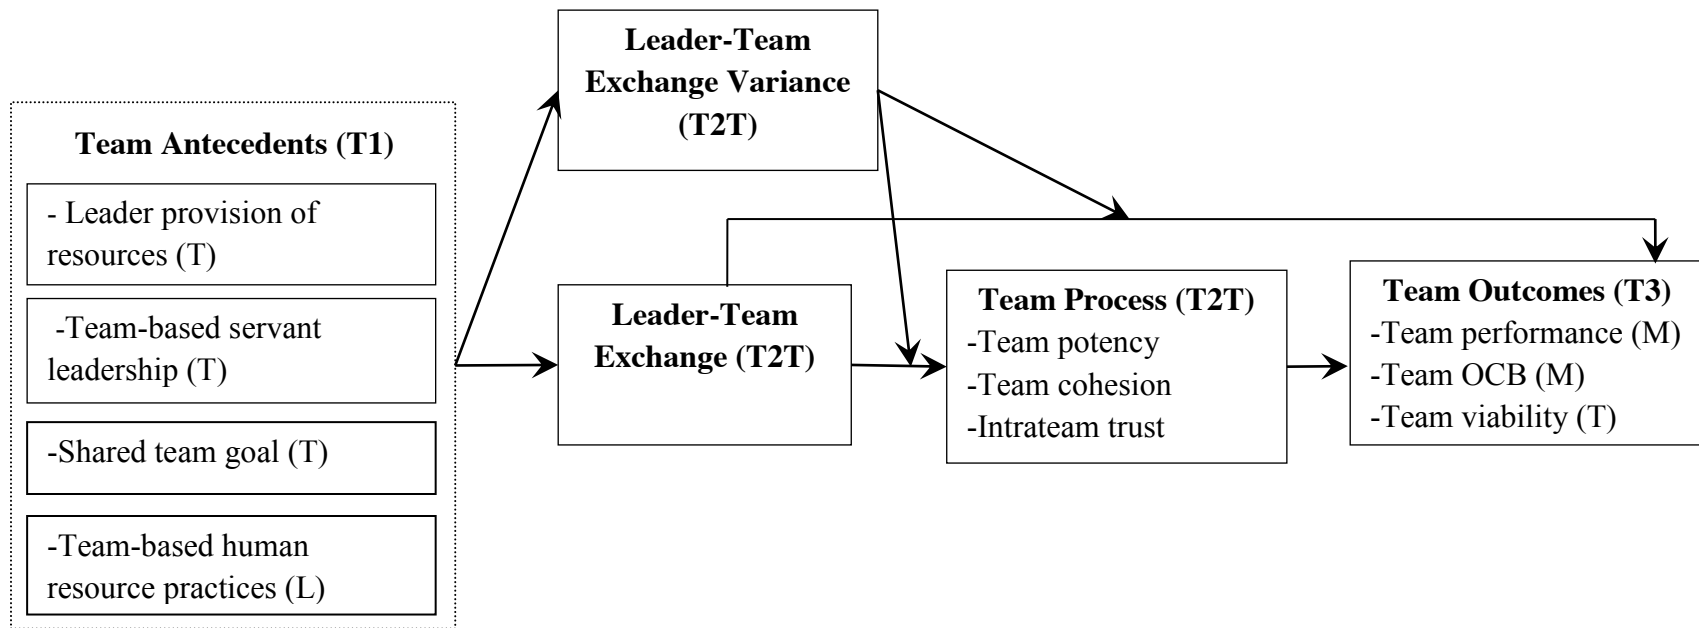 Team Antecedents (T1)
- Leader provision of
resources (T)
-Team-based servant
leadership (T)
-Shared team goal (T)
-Team-based human
resource practices (L)
Leader-Team
Exchange Variance
(T2T)
Leader-Team
Exchange (T2T)
Team Process (T2T)
-Team potency
-Team cohesion
-Intrateam trust
Team Outcomes (T3)
-Team performance (M)
-Team OCB (M)
-Team viability (T)